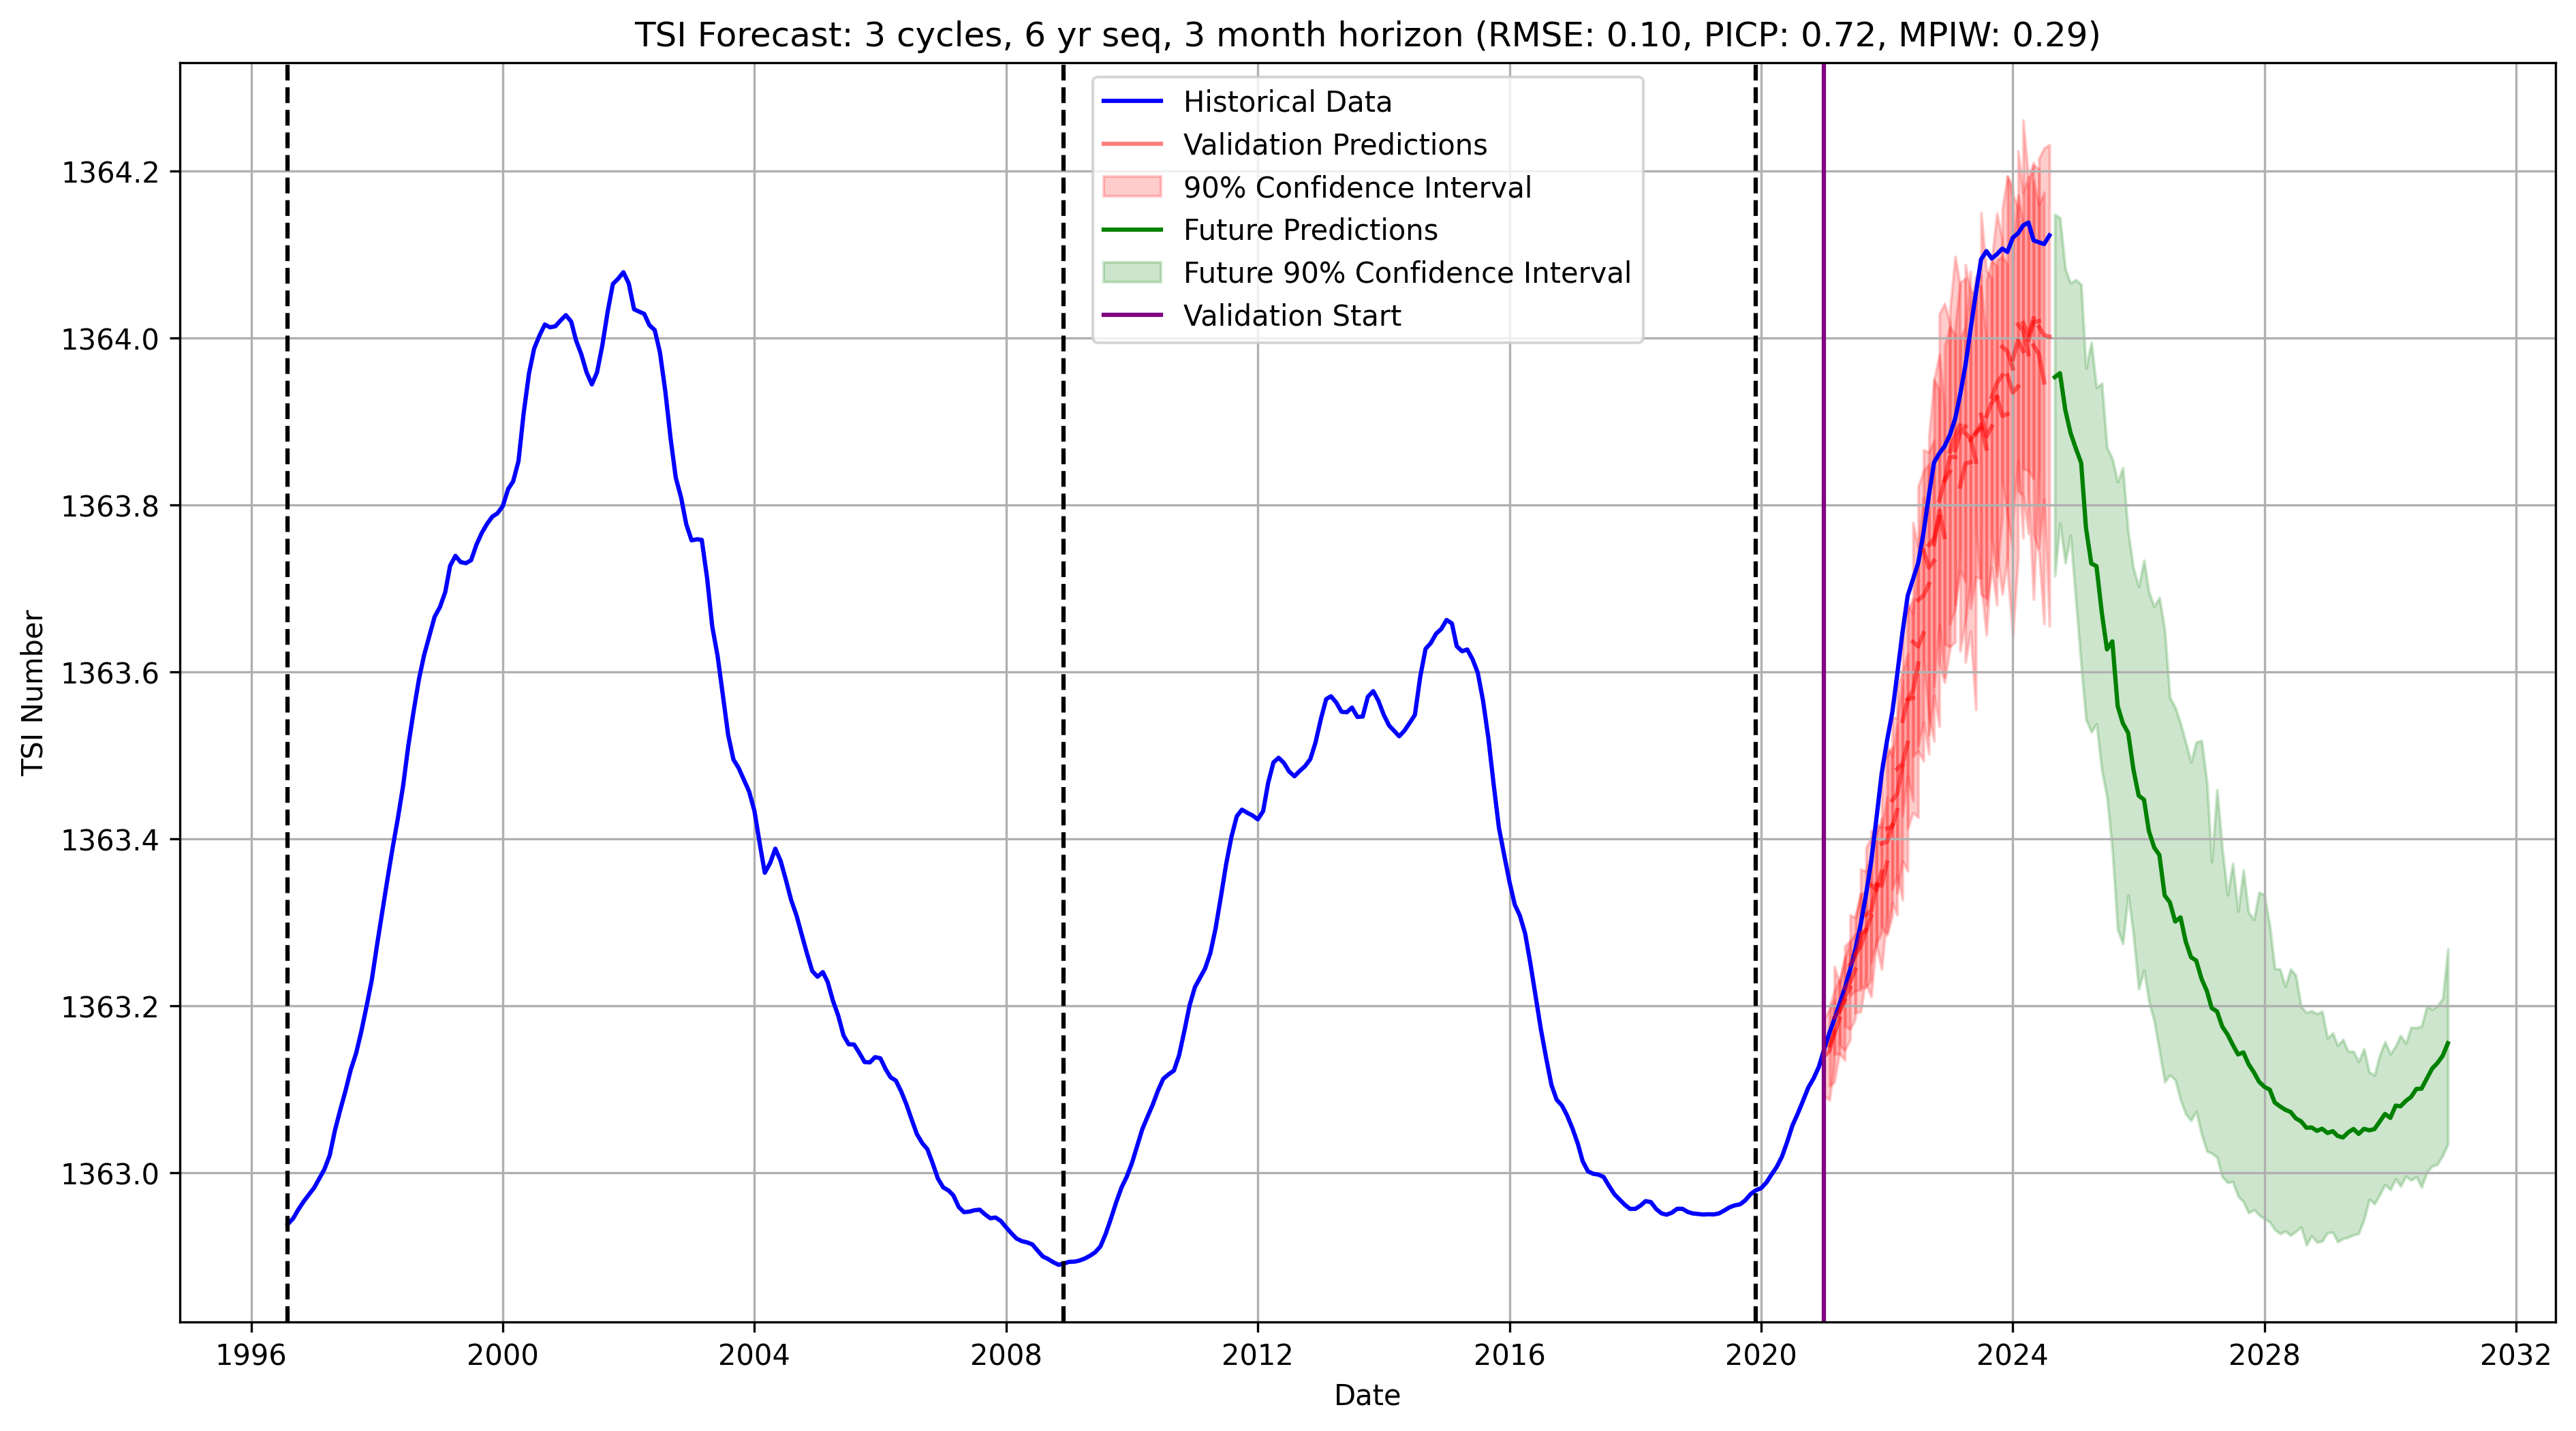 TSI Forecast: 3 cycles, 6 yr seq, 3 month horizon (RMSE: 0.10, PICP: 0.72, MPIW: 0.29)
Historical Data
Validation Predictions
90% Confidence Interval
Future Predictions
Future 90% Confidence Interval
Validation Start
TSI Number
1364.2
1364.0
1363.8
1363.6
1363.4
1363.2
1363.0
1996 2000 2004 2008 2012 2016 2020 2024 2028 2032
Date